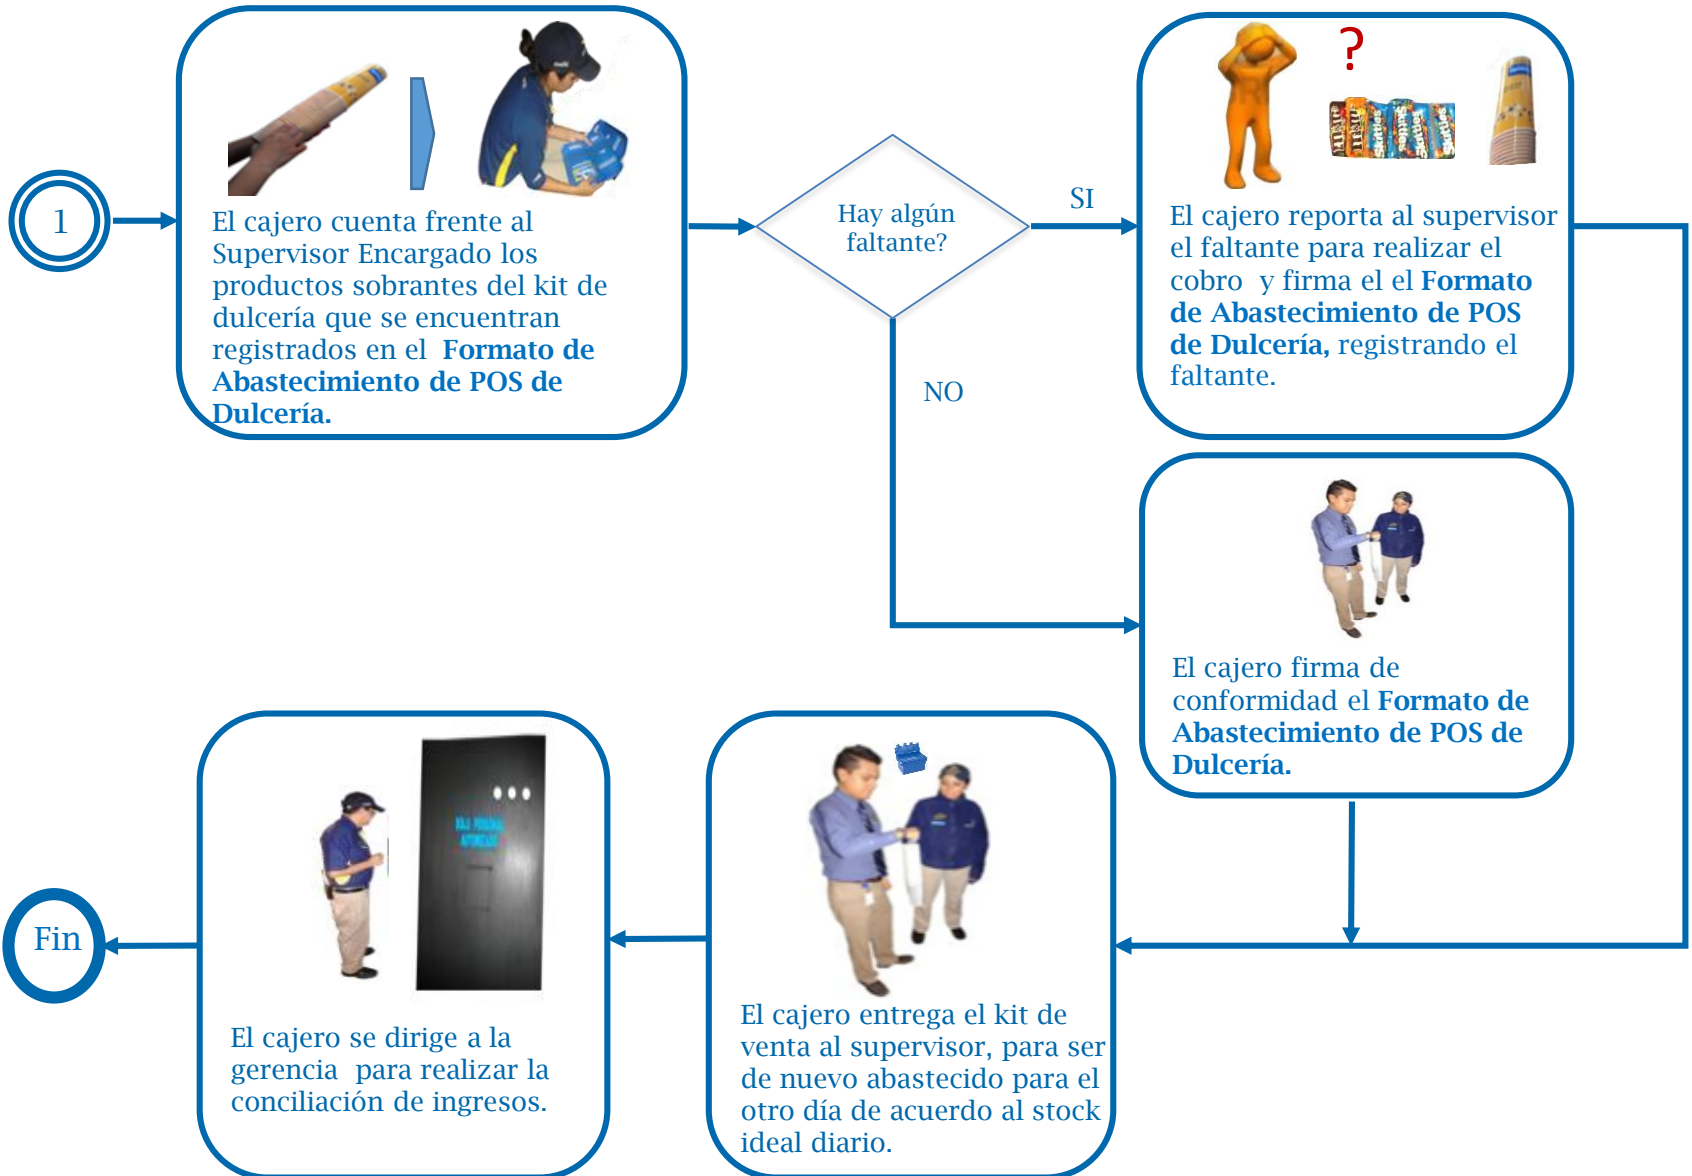 1
El cajero cuenta frente al
Supervisor Encargado los
productos sobrantes del kit de
dulcería que se encuentran
registrados en el Formato de
Abastecimiento de POS de
Dulcería.
Hay algún
faltante?
SI
NO
?
Skittles
El cajero reporta al supervisor
el faltante para realizar el
cobro y firma el el Formato
de Abastecimiento de POS
de Dulcería, registrando el
faltante.
El cajero firma de
conformidad el Formato de
Abastecimiento de POS de
Dulcería.
El cajero entrega el kit de
venta al supervisor, para ser
de nuevo abastecido para el
otro día de acuerdo al stock
ideal diario.
SOLO PERSONAL
AUTORIZADO
El cajero se dirige a la
gerencia para realizar la
conciliación de ingresos.
Fin